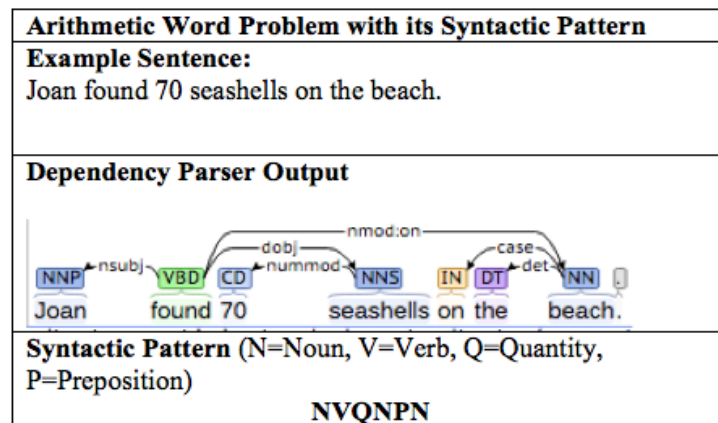 Arithmetic Word Problem with its Syntactic Pattern
Example Sentence:
Joan found 70 seashells on the beach.
Dependency Parser Output
nmod:on
dobj case
nsubj nummod det
NNP VBD CD NNS IN DT NN .
Joan found 70 seashells on the beach.
Syntactic Pattern (N=Noun, V=Verb, Q=Quantity,
P=Preposition)
NVQNPN